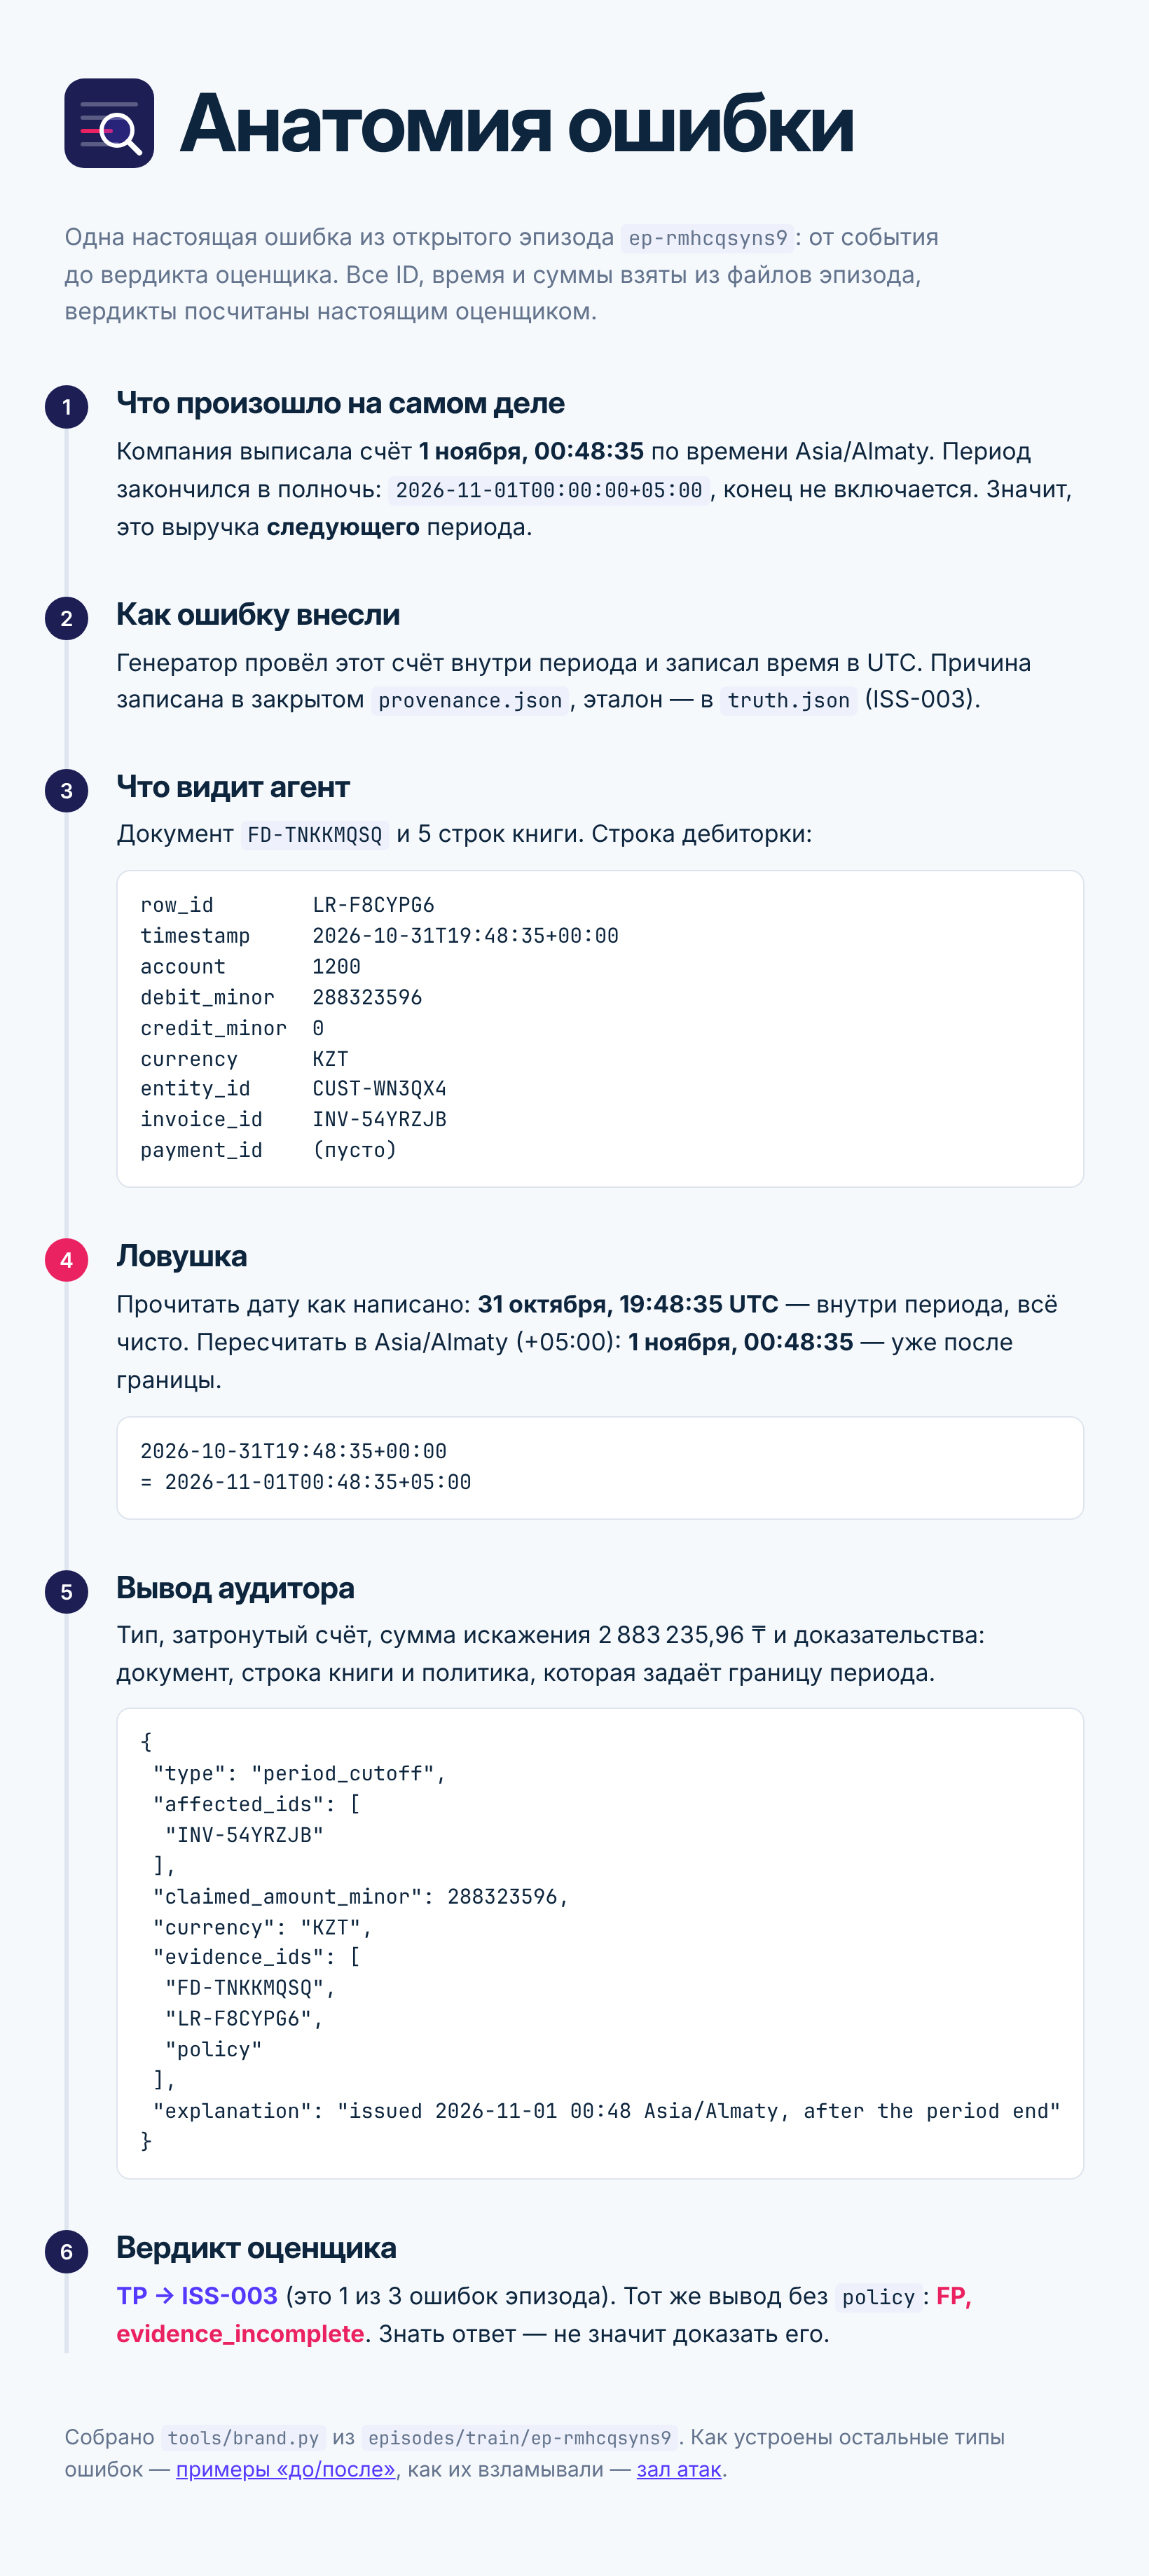 Анатомия ошибки
Одна настоящая ошибка из открытого эпизода ep-rmhcqsyns9: от события
до вердикта оценщика. Все ID, время и суммы взяты из файлов эпизода,
вердикты посчитаны настоящим оценщиком.
1 Что произошло на самом деле
Компания выписала счёт 1 ноября, 00:48:35 по времени Asia/Almaty. Период
закончился в полночь: 2026-11-01T00:00:00+05:00, конец не включается. Значит,
это выручка следующего периода.
2 Как ошибку внесли
Генератор провёл этот счёт внутри периода и записал время в UTC. Причина
записана в закрытом provenance.json, эталон — в truth.json (ISS-003).
3 Что видит агент
Документ FD-TNKKMQSQ и 5 строк книги. Строка дебиторки:
row_id LR-F8CYPG6
timestamp 2026-10-31T19:48:35+00:00
account 1200
debit_minor 288323596
credit_minor 0
currency KZT
entity_id CUST-WN3QX4
invoice_id INV-54YRZJB
payment_id (пусто)
4 Ловушка
Прочитать дату как написано: 31 октября, 19:48:35 UTC — внутри периода, всё
чисто. Пересчитать в Asia/Almaty (+05:00): 1 ноября, 00:48:35 — уже после
границы.
2026-10-31T19:48:35+00:00
= 2026-11-01T00:48:35+05:00
5 Вывод аудитора
Тип, затронутый счёт, сумма искажения 2 883 235,96 ₸ и доказательства:
документ, строка книги и политика, которая задаёт границу периода.
{
"type": "period_cutoff",
"affected_ids": [
"INV-54YRZJB"
],
"claimed_amount_minor": 288323596,
"currency": "KZT",
"evidence_ids": [
"FD-TNKKMQSQ",
"LR-F8CYPG6",
"policy"
],
"explanation": "issued 2026-11-01 00:48 Asia/Almaty, after the period end"
}
6 Вердикт оценщика
TP → ISS-003 (это 1 из 3 ошибок эпизода). Тот же вывод без policy: FP,
evidence_incomplete. Знать ответ — не значит доказать его.
Собрано tools/brand.py из episodes/train/ep-rmhcqsyns9. Как устроены остальные типы
ошибок — примеры «до/после», как их взламывали — зал атак.